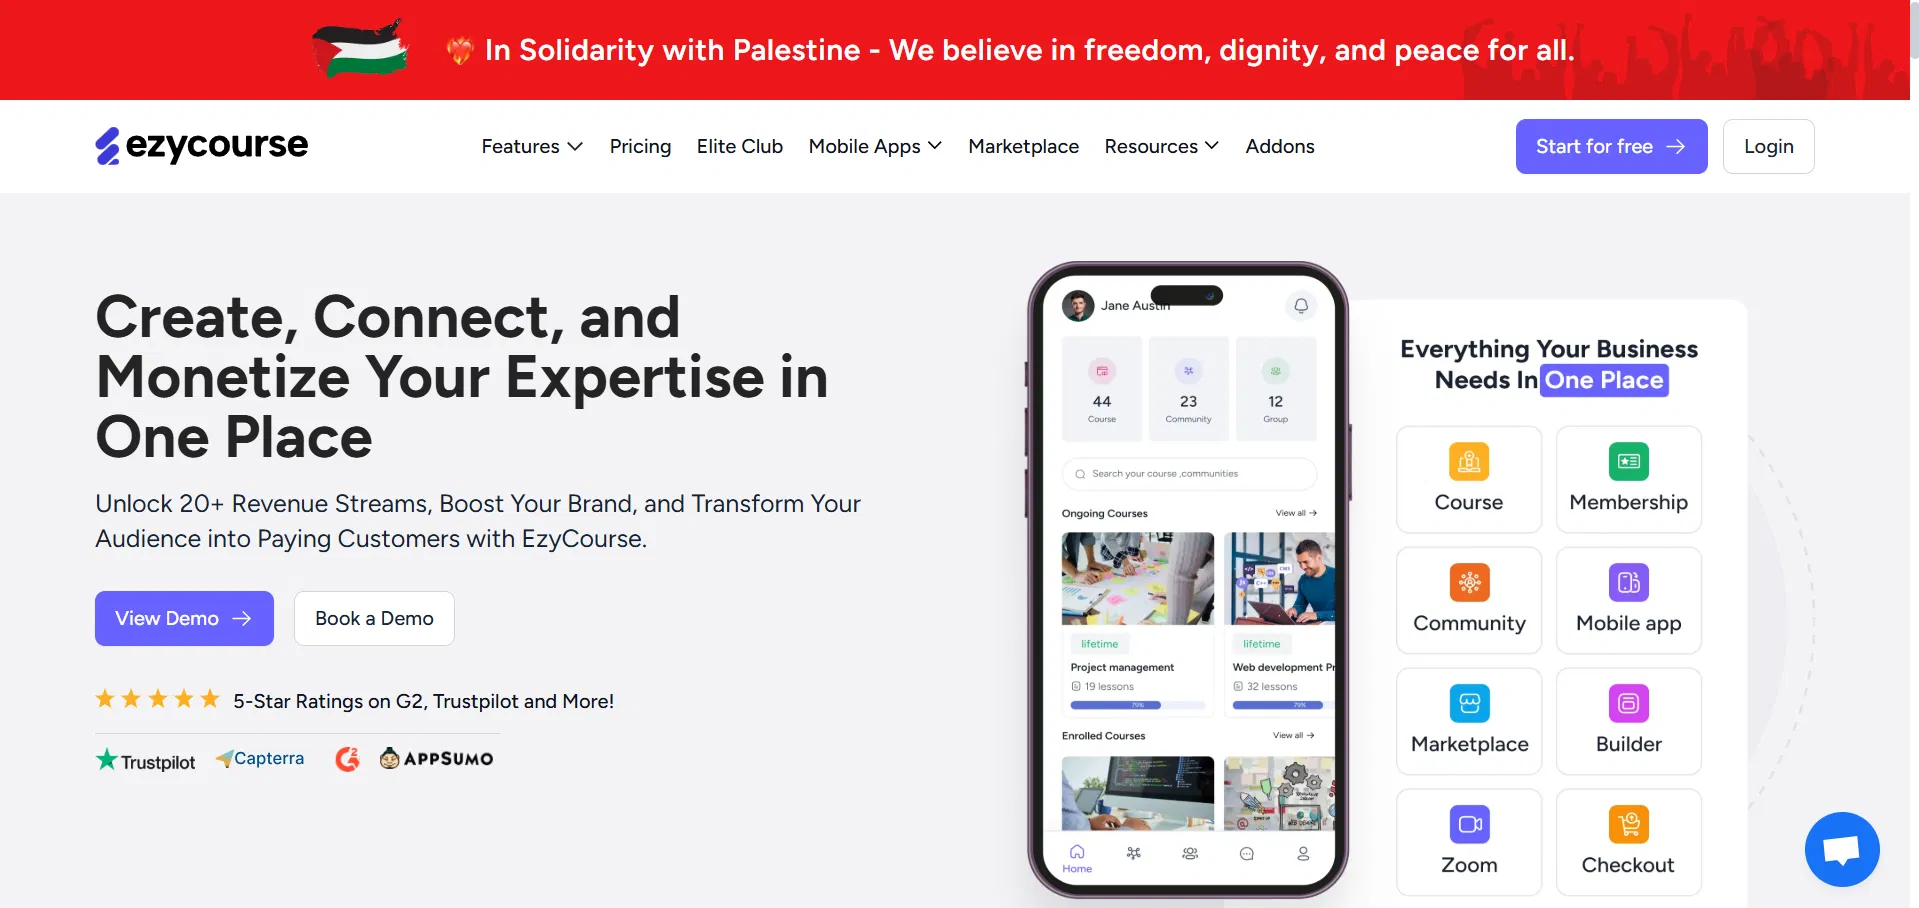 In Solidarity with Palestine - We believe in freedom, dignity, and peace for all.
ezycourse
Features
Pricing
Elite Club
Mobile Apps
Marketplace
Resources
Addons
Start for free
Login
Create, Connect, and
Monetize Your Expertise in
One Place
Unlock 20+ Revenue Streams, Boost Your Brand, and Transform Your
Audience into Paying Customers with EzyCourse.
View Demo
Book a Demo
5-Star Ratings on G2, Trustpilot and More!
Trustpilot
Capterra
G2
APPSUMO
Jane Austin
44
Course
23
Community
12
Group
Search your course ,communities
Ongoing Courses
View all
lifetime
Project management
19 lessons
79%
lifetime
Web development Pr
32 lessons
79%
Enrolled Courses
View all
Home
Everything Your Business
Needs In One Place
Course
Membership
Community
Mobile app
Marketplace
Builder
Zoom
Checkout